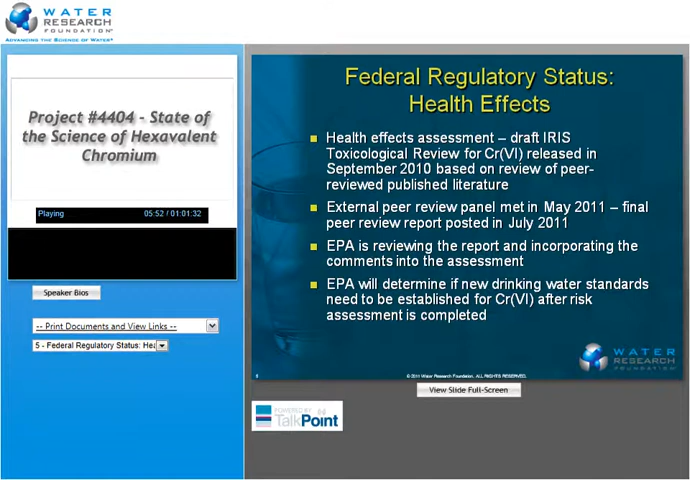 WATER
RESEARCH
FOUNDATION
ADVANCING THE SCIENCE OF WATER®
Project #4404 - State of
the Science of Hexavalent
Chromium
Playing 05:52 / 01:01:32
Speaker Bios
-- Print Documents and View Links --
5 - Federal Regulatory Status: Hea
Federal Regulatory Status:
Health Effects
Health effects assessment – draft IRIS
Toxicological Review for Cr(VI) released in
September 2010 based on review of peer-
reviewed published literature
External peer review panel met in May 2011 – final
peer review report posted in July 2011
EPA is reviewing the report and incorporating the
comments into the assessment
EPA will determine if new drinking water standards
need to be established for Cr(VI) after risk
assessment is completed
WATER
RESEARCH
FOUNDATION
© 2011 Water Research Foundation. ALL RIGHTS RESERVED.
View Slide Full-Screen
POWERED BY
TalkPoint